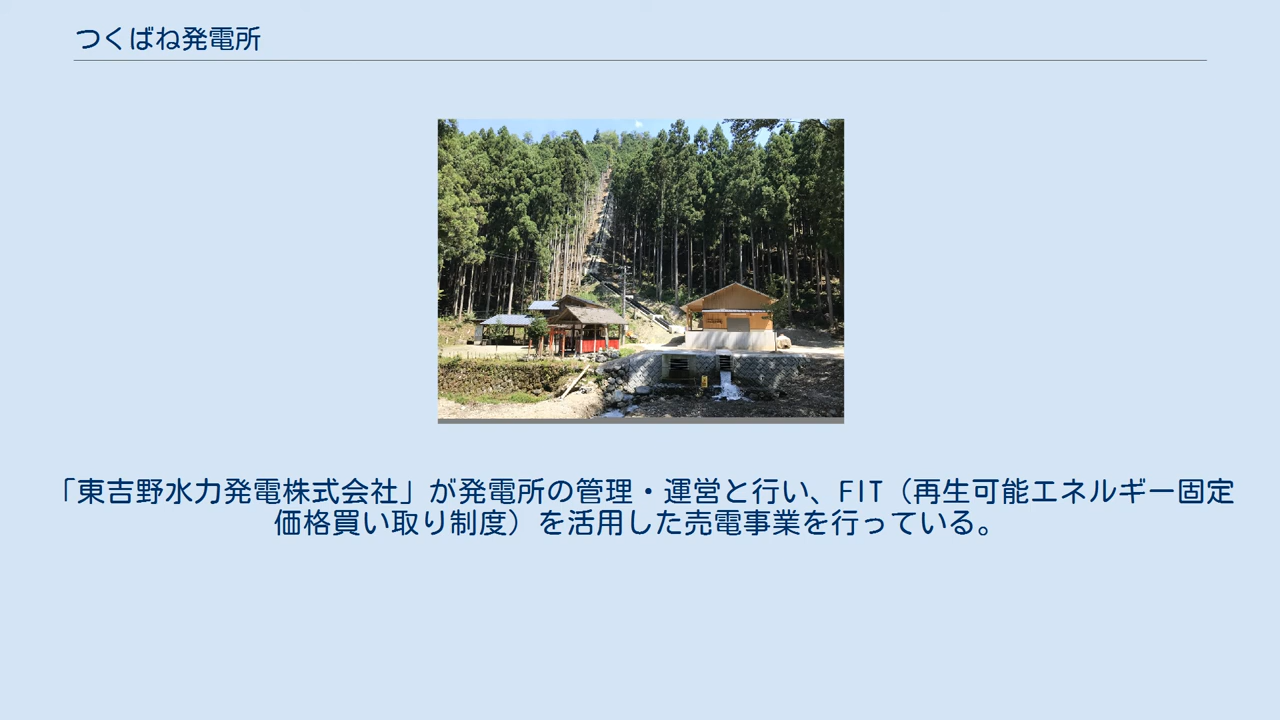 つくばね発電所
「東吉野水力発電株式会社」が発電所の管理・運営と行い、FIT（再生可能エネルギー固定
価格買い取り制度）を活用した売電事業を行っている。